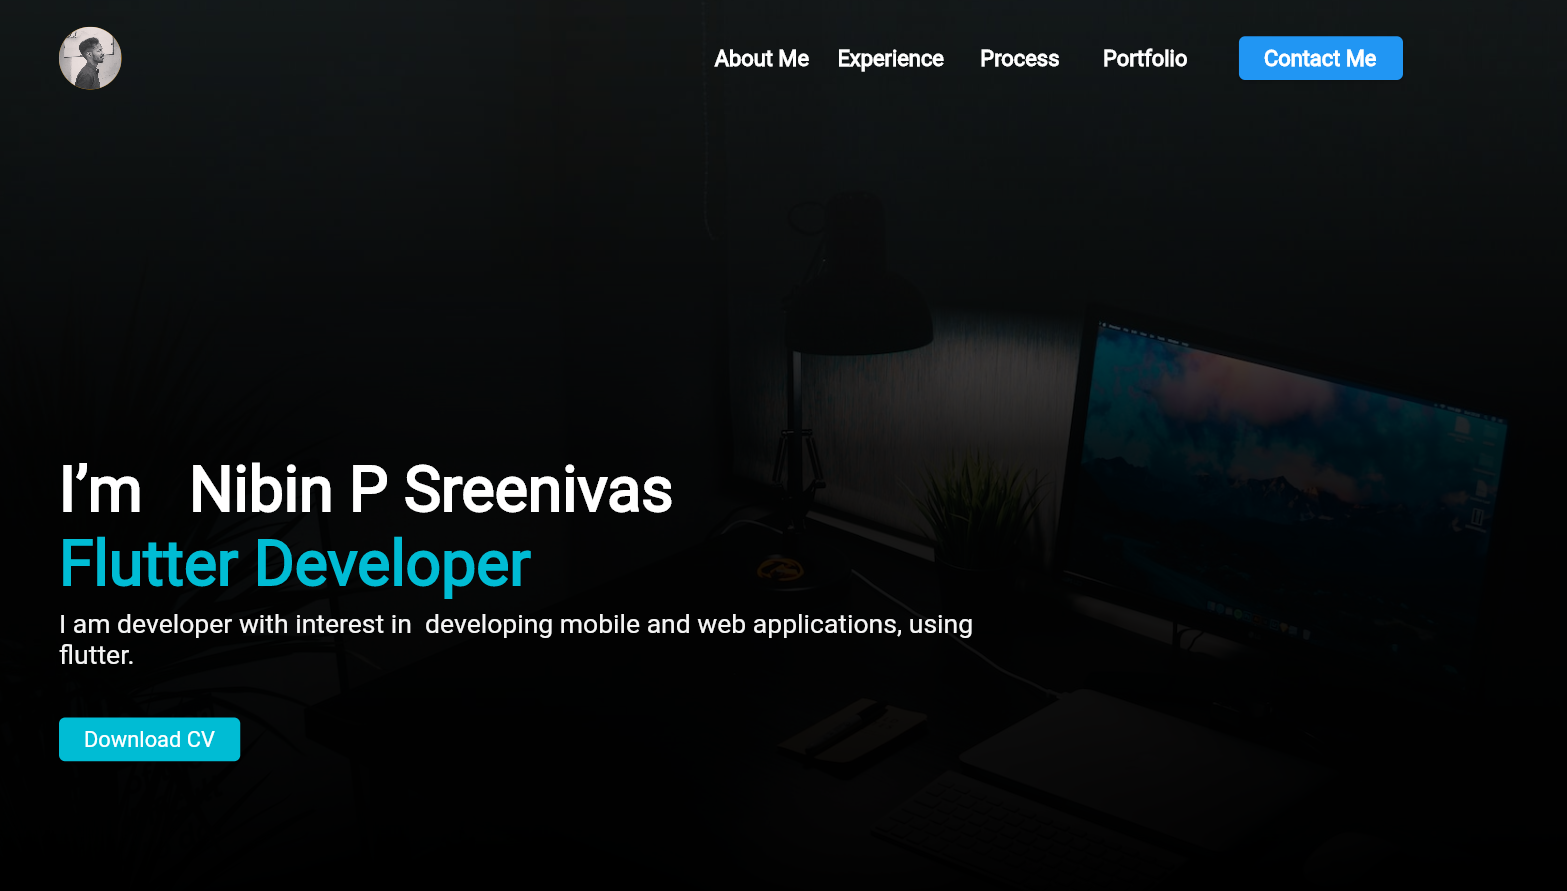 About Me Experience Process Portfolio Contact Me
I’m Nibin P Sreenivas
Flutter Developer
I am developer with interest in developing mobile and web applications, using
flutter.
Download CV